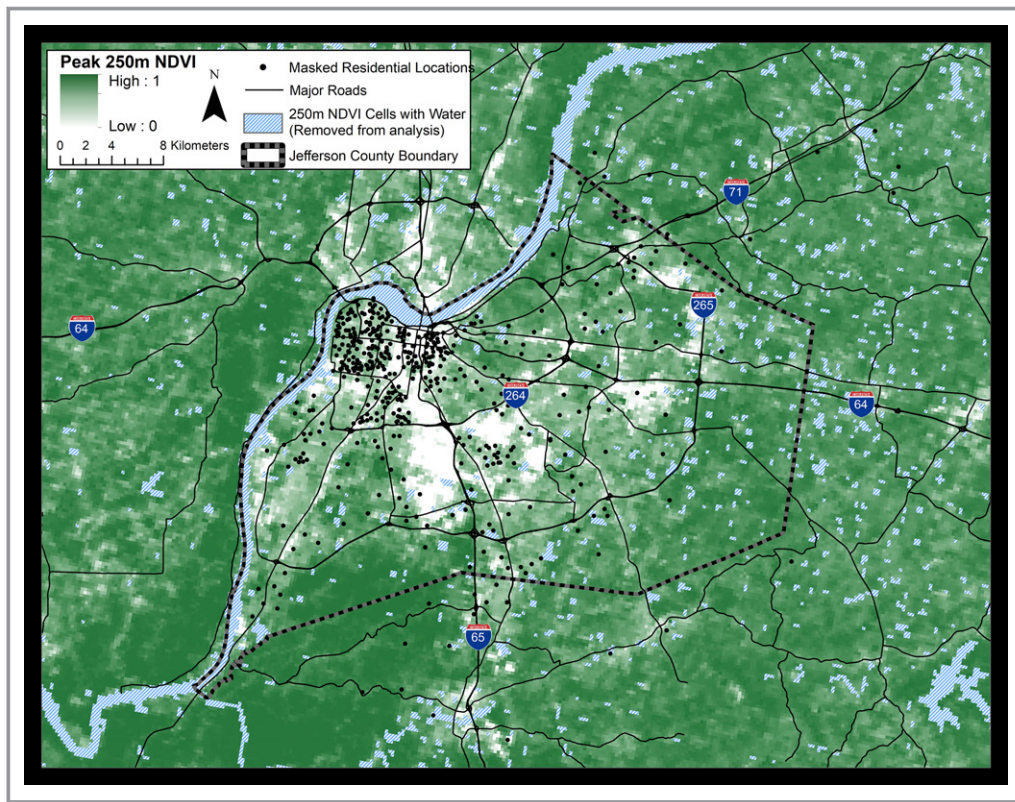 Peak 250m NDVI
High : 1
Low : 0
N
0 2 4 8 Kilometers
Masked Residential Locations
Major Roads
250m NDVI Cells with Water
(Removed from analysis)
Jefferson County Boundary
71
265
64
264
64
65